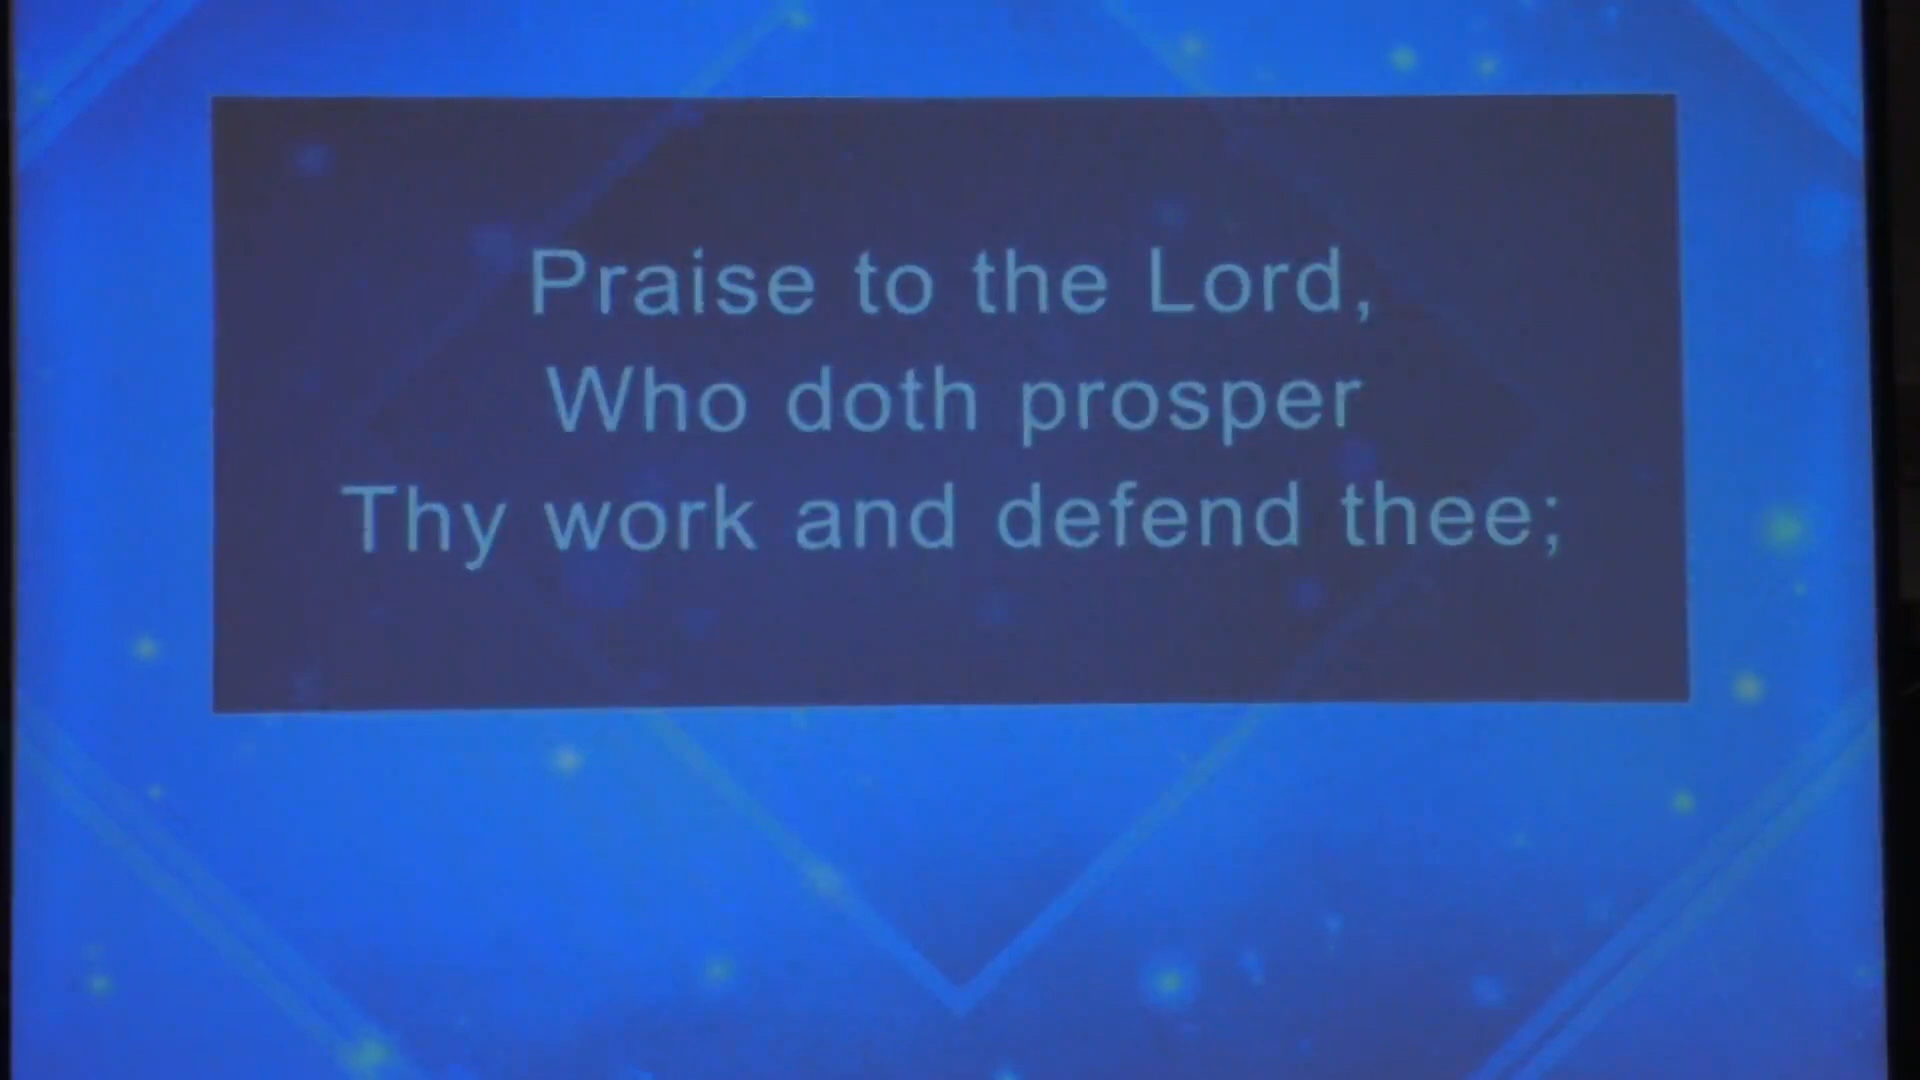 Praise to the Lord,
Who doth prosper
Thy work and defend thee;